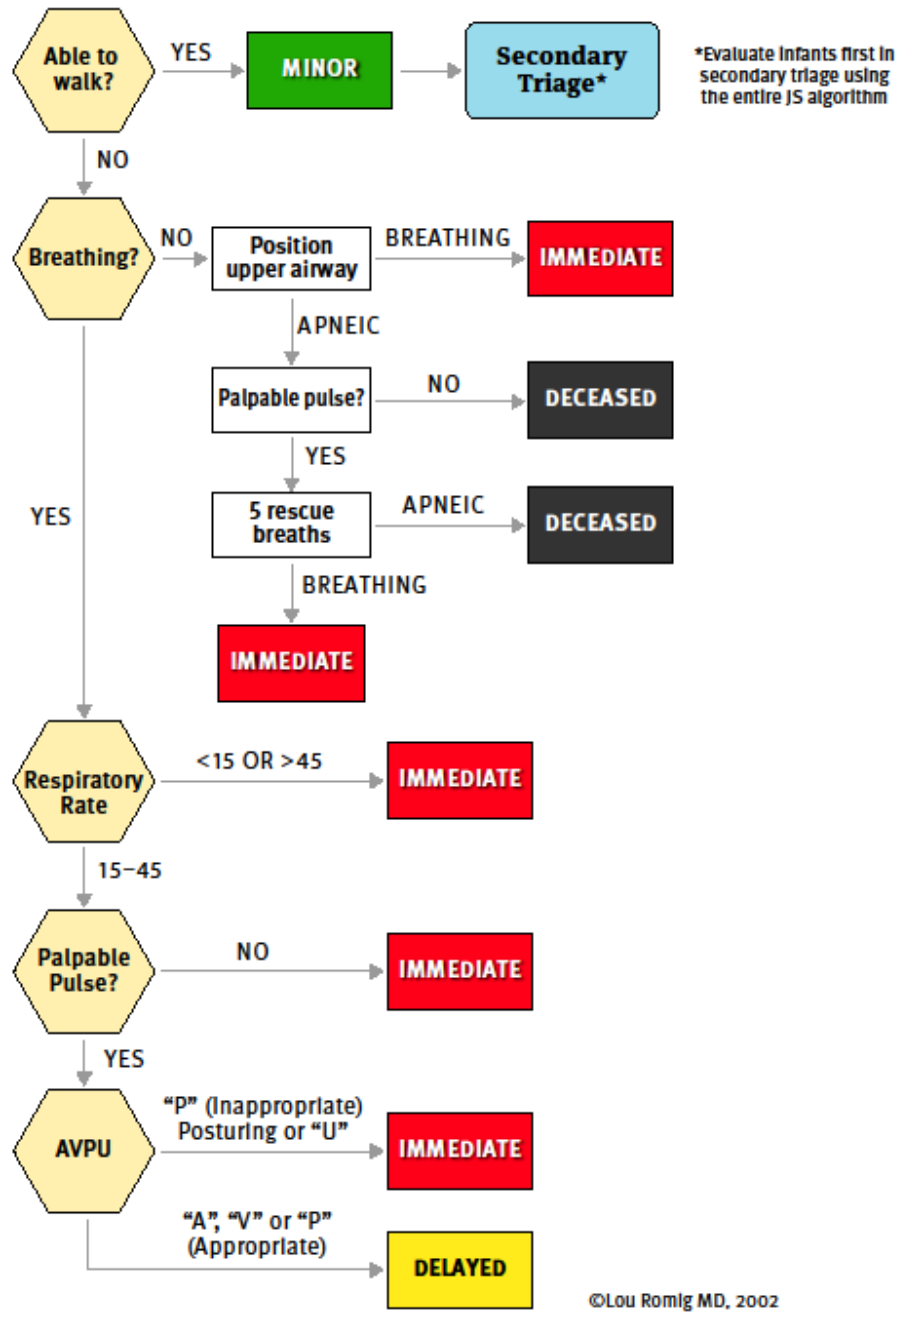 Able to
walk?
YES
MINOR
Secondary
Triage*
*Evaluate infants first in
secondary triage using
the entire JS algorithm
NO
Breathing?
NO
Position
upper airway
BREATHING
IMMEDIATE
APNEIC
Palpable pulse?
NO
DECEASED
YES
5 rescue
breaths
APNEIC
DECEASED
BREATHING
IMMEDIATE
YES
Respiratory
Rate
<15 OR >45
IMMEDIATE
15–45
Palpable
Pulse?
NO
IMMEDIATE
YES
AVPU
“P” (Inappropriate)
Posturing or “U”
IMMEDIATE
“A”, “V” or “P”
(Appropriate)
DELAYED
©Lou Romig MD, 2002